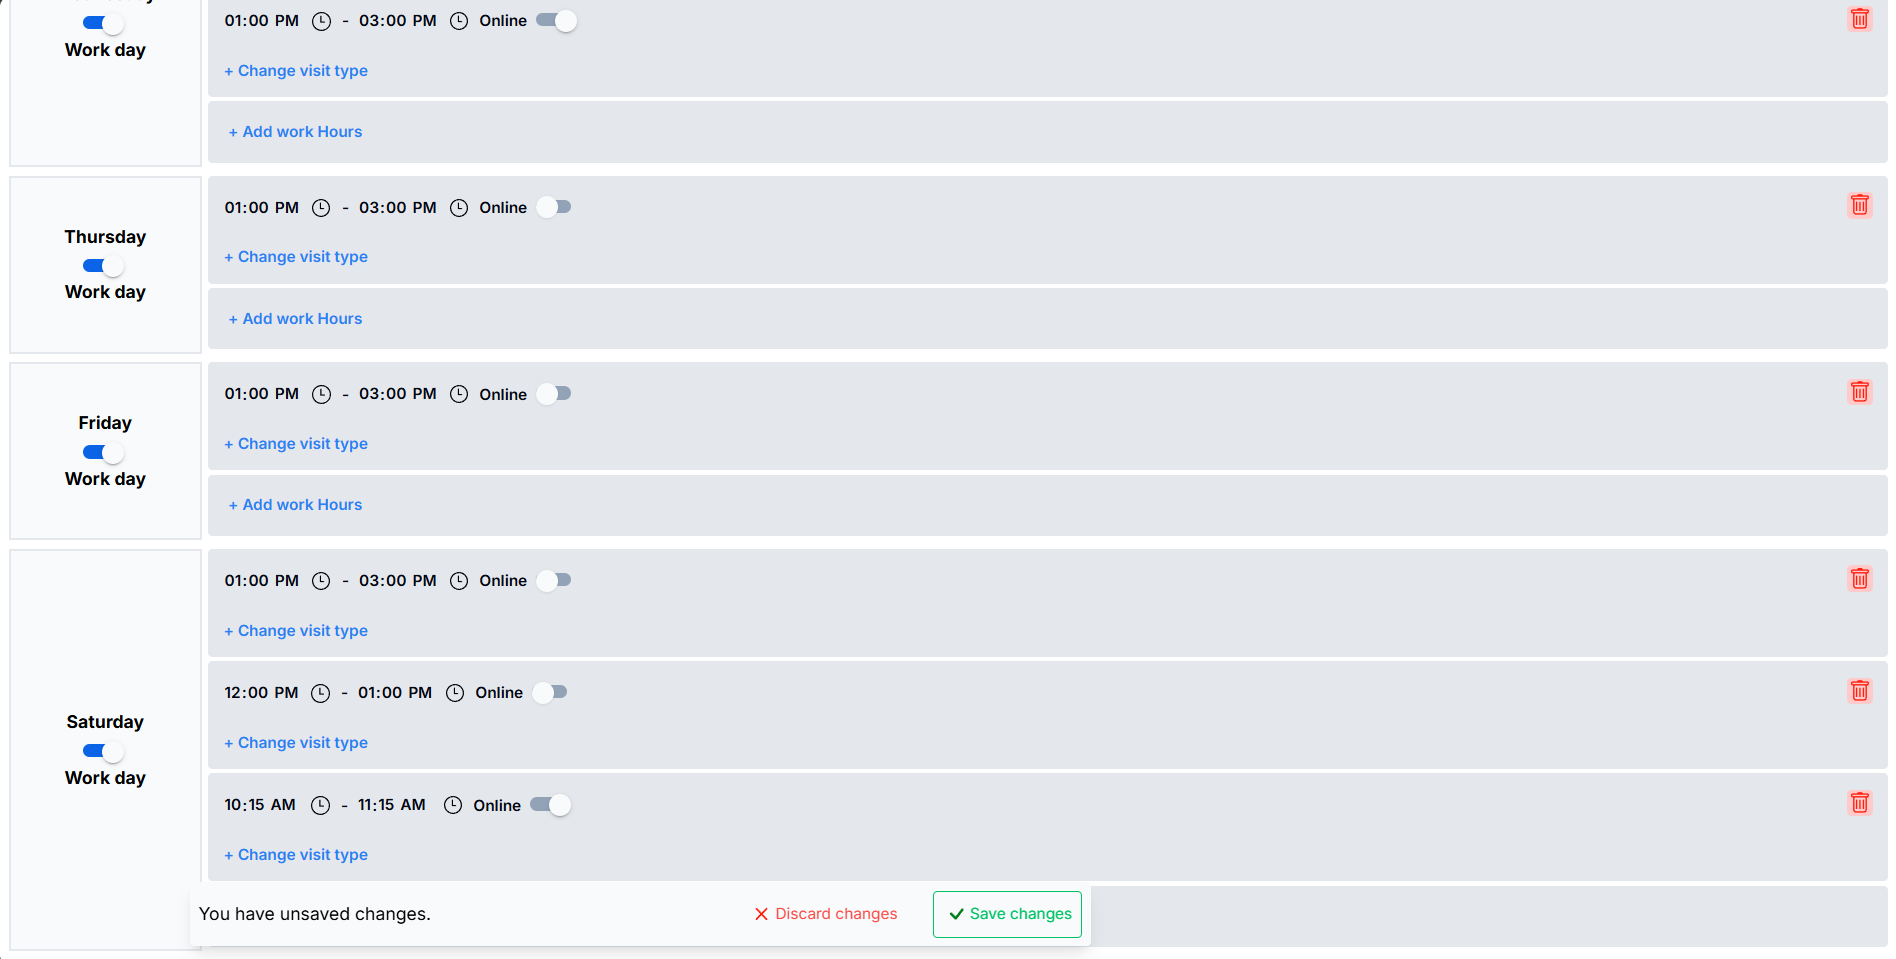 Work day
01:00 PM - 03:00 PM Online
+ Change visit type
+ Add work Hours
Thursday
Work day
01:00 PM - 03:00 PM Online
+ Change visit type
+ Add work Hours
Friday
Work day
01:00 PM - 03:00 PM Online
+ Change visit type
+ Add work Hours
Saturday
Work day
01:00 PM - 03:00 PM Online
+ Change visit type
12:00 PM - 01:00 PM Online
+ Change visit type
10:15 AM - 11:15 AM Online
+ Change visit type
You have unsaved changes.
Discard changes
Save changes